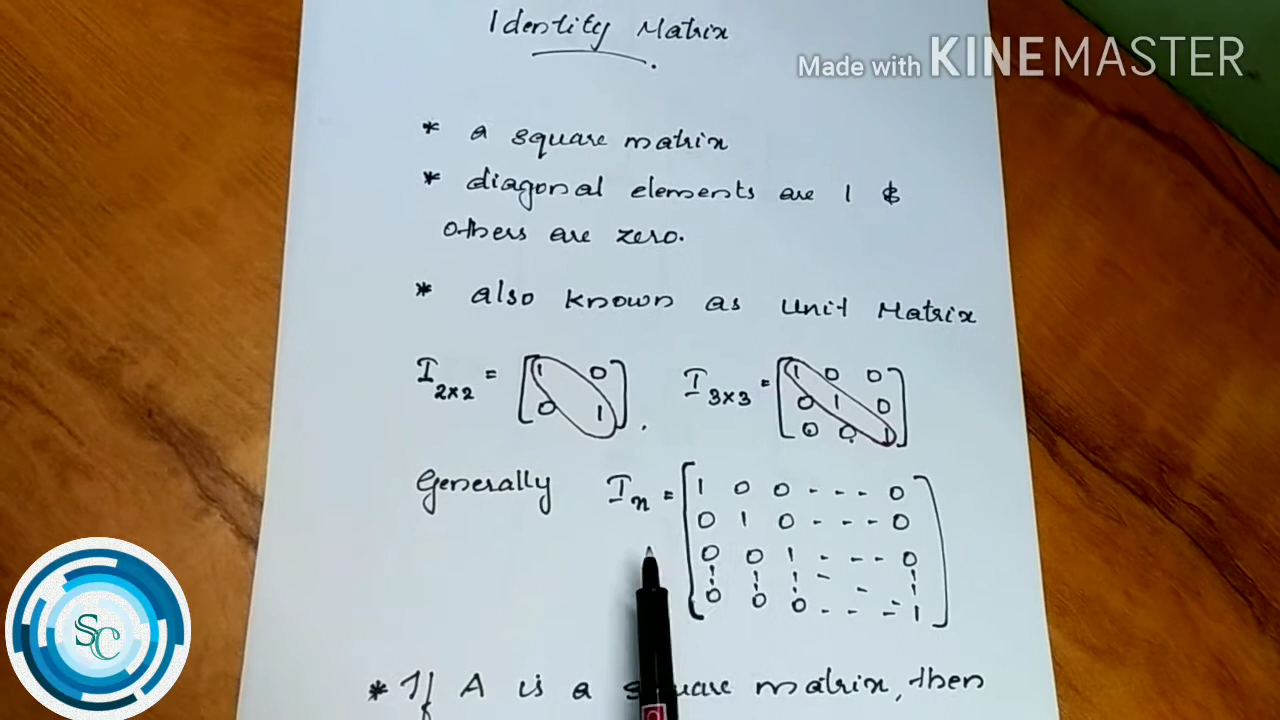 Identity Matrix
Made with KINEMASTER
* a square matrix
* diagonal elements are 1 &
others are zero.
* also known as Unit Matrix
I 2×2 = [1 0
0 1] . I 3×3 = [1 0 0
0 1 0
0 0 1]
Generally I n = [1 0 0 - - - 0
0 1 0 - - - 0
0 0 1 - - - 0
0 0 0 - - - 1]
SC
* If A is a square matrix, then